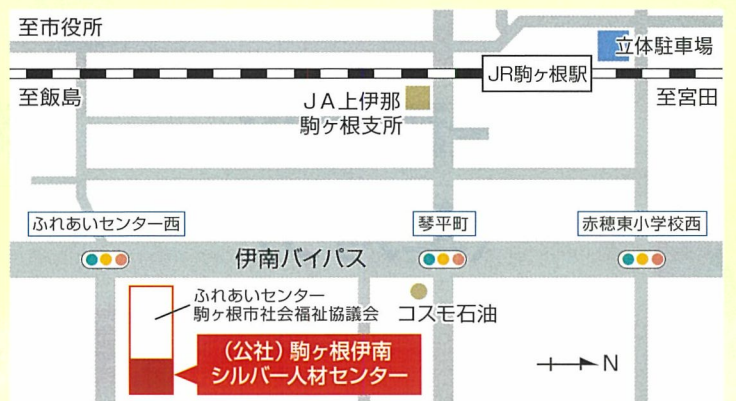 至市役所
立体駐車場
JR駒ヶ根駅
至飯島
至宮田
JA上伊那
駒ヶ根支所
ふれあいセンター西
琴平町
赤穂東小学校西
伊南バイパス
ふれあいセンター
駒ヶ根市社会福祉協議会
コスモ石油
(公社)駒ヶ根伊南
シルバー人材センター
N